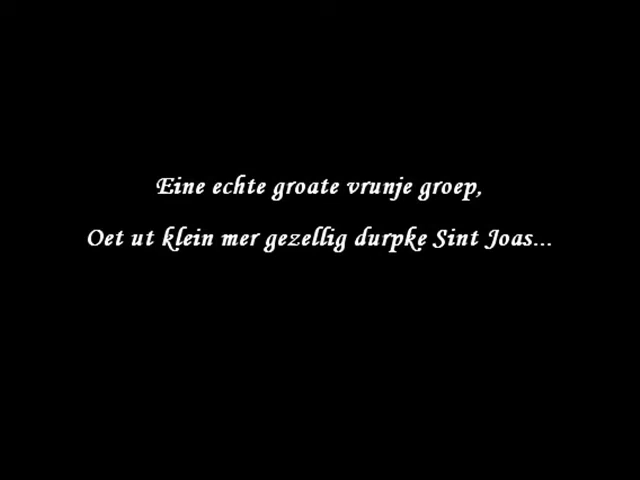 Eine echte groate vrunje groep,
Oet ut klein mer gezellig durpke Sint Joas...